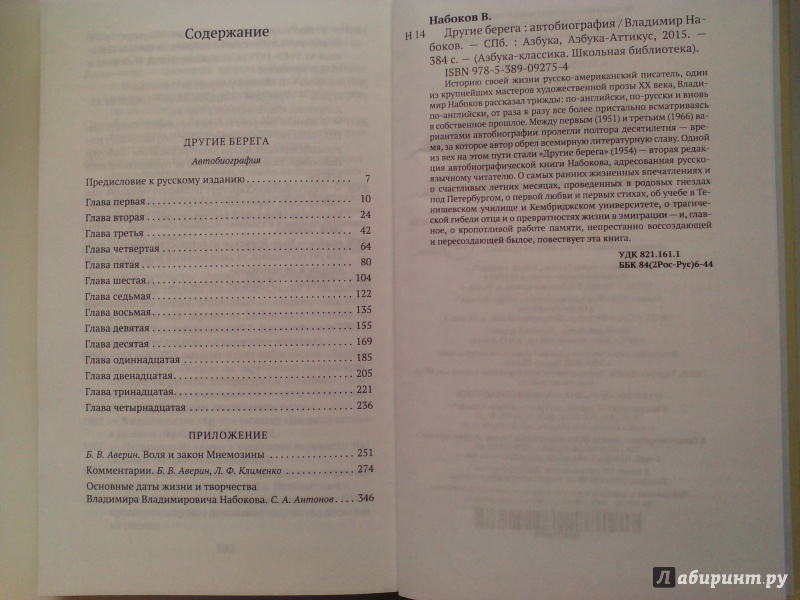 Содержание
ДРУГИЕ БЕРЕГА
Автобиография
Предисловие к русскому изданию . . . . . . . . . . . . . . . . . . . . 7
Глава первая . . . . . . . . . . . . . . . . . . . . 10
Глава вторая . . . . . . . . . . . . . . . . . . . . 24
Глава третья . . . . . . . . . . . . . . . . . . . . 42
Глава четвертая . . . . . . . . . . . . . . . . . . . . 64
Глава пятая . . . . . . . . . . . . . . . . . . . . 80
Глава шестая . . . . . . . . . . . . . . . . . . . . 104
Глава седьмая . . . . . . . . . . . . . . . . . . . . 122
Глава восьмая . . . . . . . . . . . . . . . . . . . . 135
Глава девятая . . . . . . . . . . . . . . . . . . . . 155
Глава десятая . . . . . . . . . . . . . . . . . . . . 169
Глава одиннадцатая . . . . . . . . . . . . . . . . . . . . 185
Глава двенадцатая . . . . . . . . . . . . . . . . . . . . 205
Глава тринадцатая . . . . . . . . . . . . . . . . . . . . 221
Глава четырнадцатая . . . . . . . . . . . . . . . . . . . . 236
ПРИЛОЖЕНИЕ
Б. В. Аверин. Воля и закон Мнемозины . . . . . . . . . . . . . . 251
Комментарии. Б. В. Аверин, Л. Ф. Клименко . . . . . . . . . . 274
Основные даты жизни и творчества
Владимира Владимировича Набокова. С. А. Антонов . . . . 346
Набоков В.
Н 14 Другие берега : автобиография / Владимир На-
боков. — СПб. : Азбука, Азбука-Аттикус, 2015. —
384 с. — (Азбука-классика. Школьная библиотека).
ISBN 978-5-389-09275-4
Историю своей жизни русско-американский писатель, один
из крупнейших мастеров художественной прозы XX века, Влади-
мир Набоков рассказал трижды: по-английски, по-русски и вновь
по-английски, от раза к разу все более пристально всматриваясь
в собственное прошлое. Между первым (1951) и третьим (1966) ва-
риантами автобиографии пролегли полтора десятилетия — вре-
мя, за которое автор обрел всемирную литературную славу. Одной
из вех на этом пути стали «Другие берега» (1954) — вторая редак-
ция автобиографической книги Набокова, адресованная русско-
язычному читателю. О самых ранних жизненных впечатлениях и
о счастливых летних месяцах, проведенных в родовых гнездах
под Петербургом, о первой любви и первых стихах, об учебе в Те-
нишевском училище и Кембриджском университете, о трагиче-
ской гибели отца и о превратностях жизни в эмиграции — и, глав-
ное, о кропотливой работе памяти, непрестанно воссоздающей
и пересоздающей былое, повествует эта книга.
УДК 821.161.1
ББК 84(2Рос-Рус)6-44
Лабиринт.ру